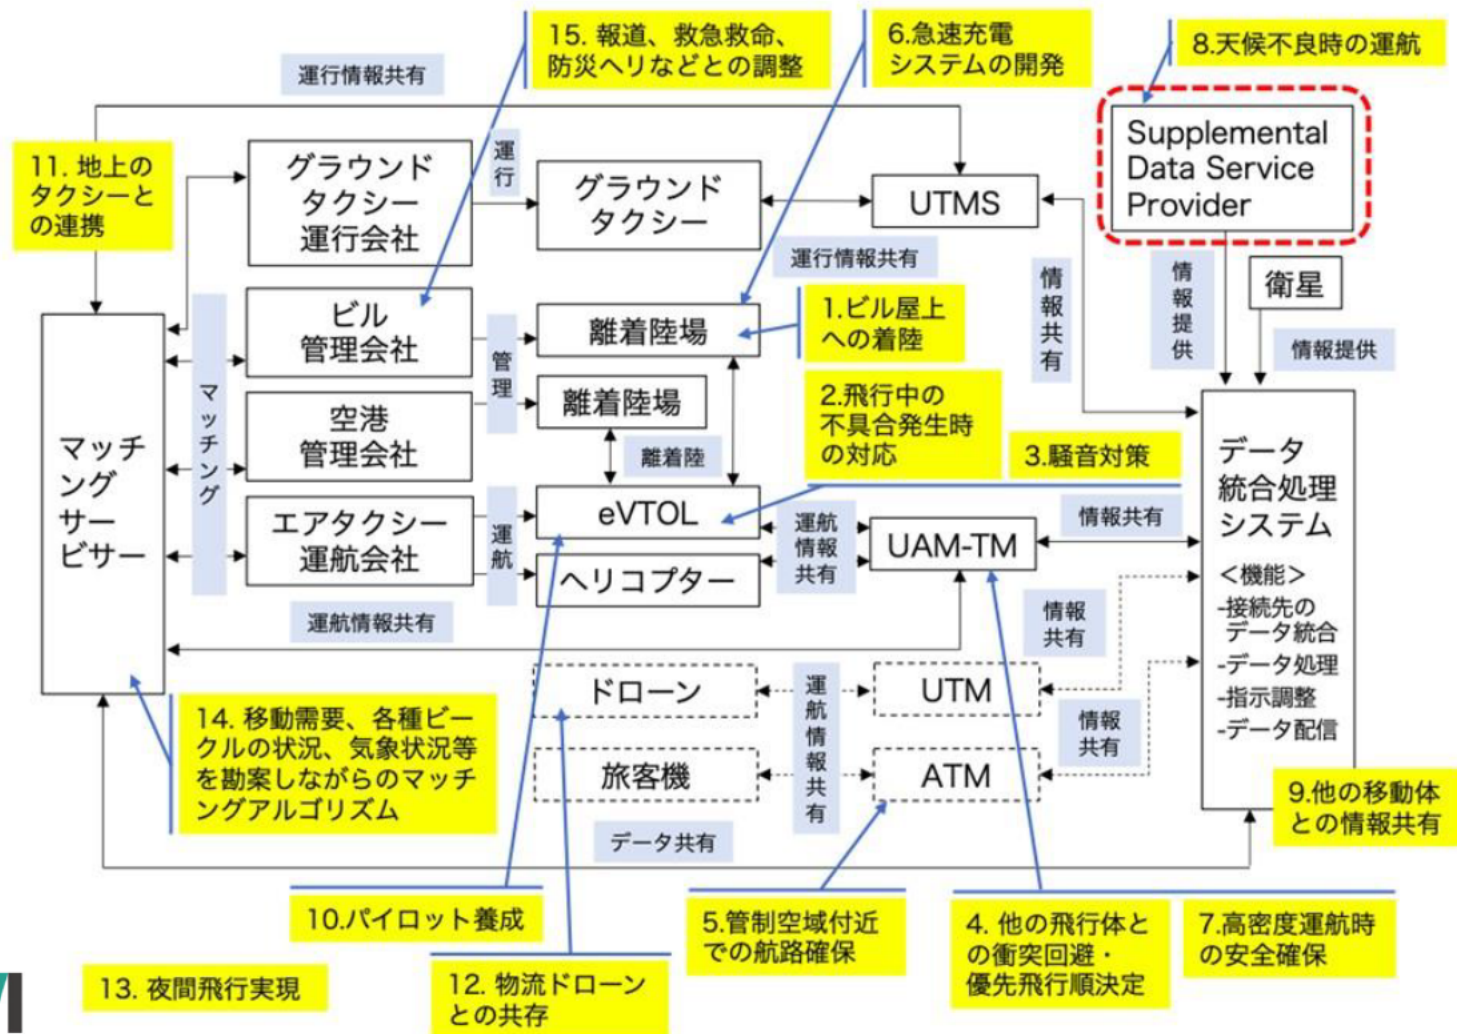 15. 報道、救急救命、
防災ヘリなどとの調整
6.急速充電
システムの開発
8.天候不良時の運航
運行情報共有
11. 地上の
タクシーと
の連携
グラウンド
タクシー
運行会社
運行
グラウンド
タクシー
UTMS
Supplemental
Data Service
Provider
運行情報共有
情報共有
情報提供
衛星
情報提供
ビル
管理会社
管理
離着陸場
1.ビル屋上
への着陸
マッチング
空港
管理会社
離着陸場
離着陸
2.飛行中の
不具合発生時
の対応
3.騒音対策
マッチ
ング
サー
ビサー
エアタクシー
運航会社
運航
eVTOL
ヘリコプター
運航
情報
共有
UAM-TM
情報共有
データ
統合処理
システム
<機能>
-接続先の
データ統合
-データ処理
-指示調整
-データ配信
運航情報共有
情報
共有
ドローン
運航情報共有
UTM
情報
共有
旅客機
ATM
14. 移動需要、各種ビー
クルの状況、気象状況等
を勘案しながらのマッチ
ングアルゴリズム
9.他の移動体
との情報共有
データ共有
10.パイロット養成
5.管制空域付近
での航路確保
4. 他の飛行体と
の衝突回避・
優先飛行順決定
7.高密度運航時
の安全確保
13. 夜間飛行実現
12. 物流ドローン
との共存